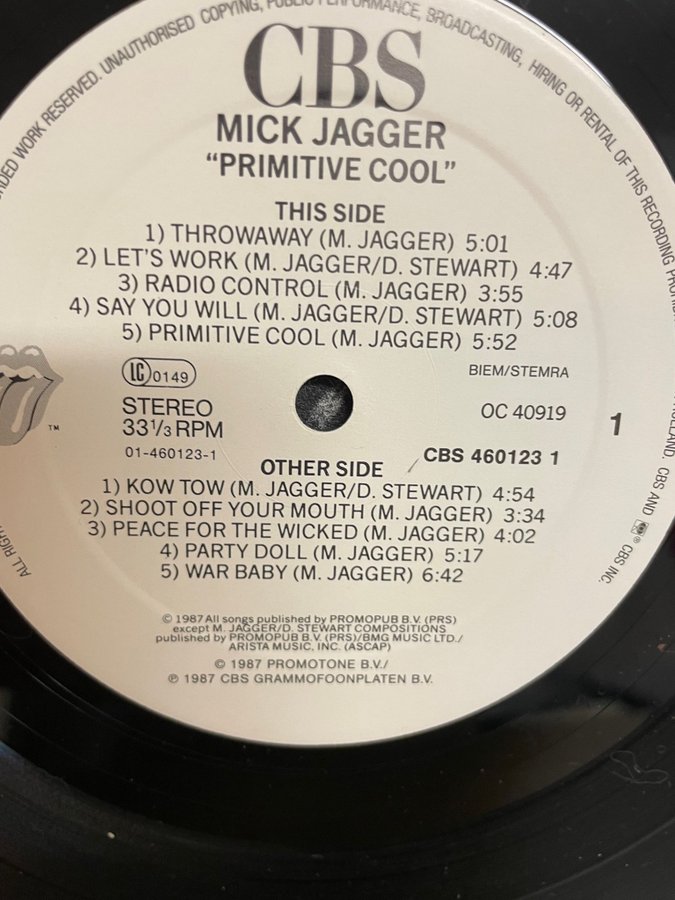 RDED WORK RESERVED. UNAUTHORISED COPYING, PUBLIC PERFORMANCE, BROADCASTING, HIRING OR RENTAL OF THIS RECORDING
CBS
MICK JAGGER
“PRIMITIVE COOL”
THIS SIDE
1) THROWAWAY (M. JAGGER) 5:01
2) LET'S WORK (M. JAGGER/D. STEWART) 4:47
3) RADIO CONTROL (M. JAGGER) 3:55
4) SAY YOU WILL (M. JAGGER/D. STEWART) 5:08
5) PRIMITIVE COOL (M. JAGGER) 5:52
LC 0149
BIEM/STEMRA
STEREO
OC 40919
1
33 1/3 RPM
01-460123-1
CBS 460123 1
TM
OTHER SIDE
1) KOW TOW (M. JAGGER/D. STEWART) 4:54
2) SHOOT OFF YOUR MOUTH (M. JAGGER) 3:34
3) PEACE FOR THE WICKED (M. JAGGER) 4:02
4) PARTY DOLL (M. JAGGER) 5:17
5) WAR BABY (M. JAGGER) 6:42
© 1987 All songs published by PROMOPUB B.V. (PRS)
except M. JAGGER/D. STEWART COMPOSITIONS
published by PROMOPUB B.V. (PRS)/BMG MUSIC LTD./
ARISTA MUSIC, INC. (ASCAP)
© 1987 PROMOTONE B.V./
℗ 1987 CBS GRAMMOFOONPLATEN B.V.
HOLLAND. CBS AND ® CBS INC.
ALL RIGH